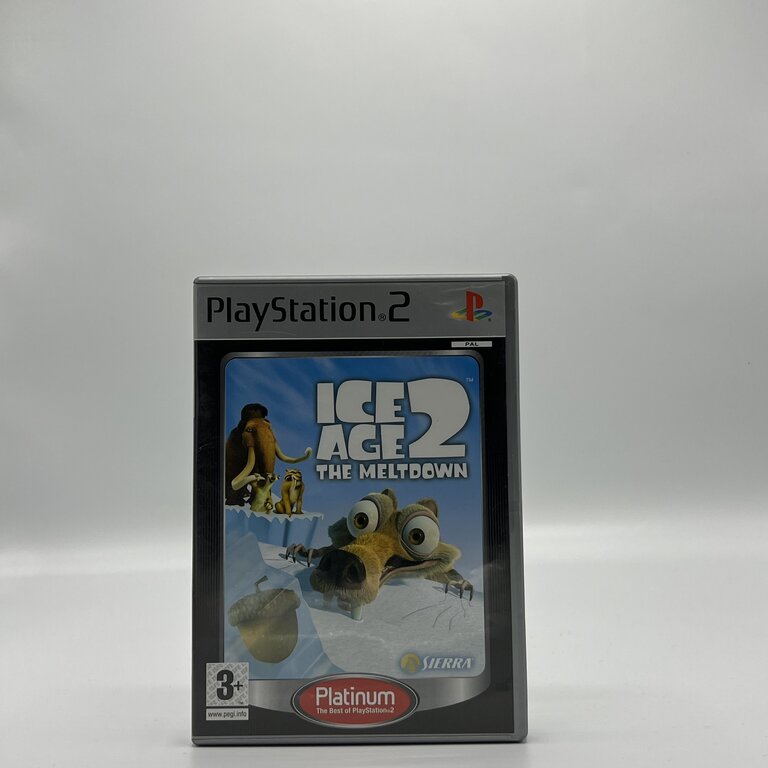 PlayStation®2
PAL
ICE
AGE 2
THE MELTDOWN
TM
SIERRA
3+
www.pegi.info
Platinum
The Best of PlayStation®2